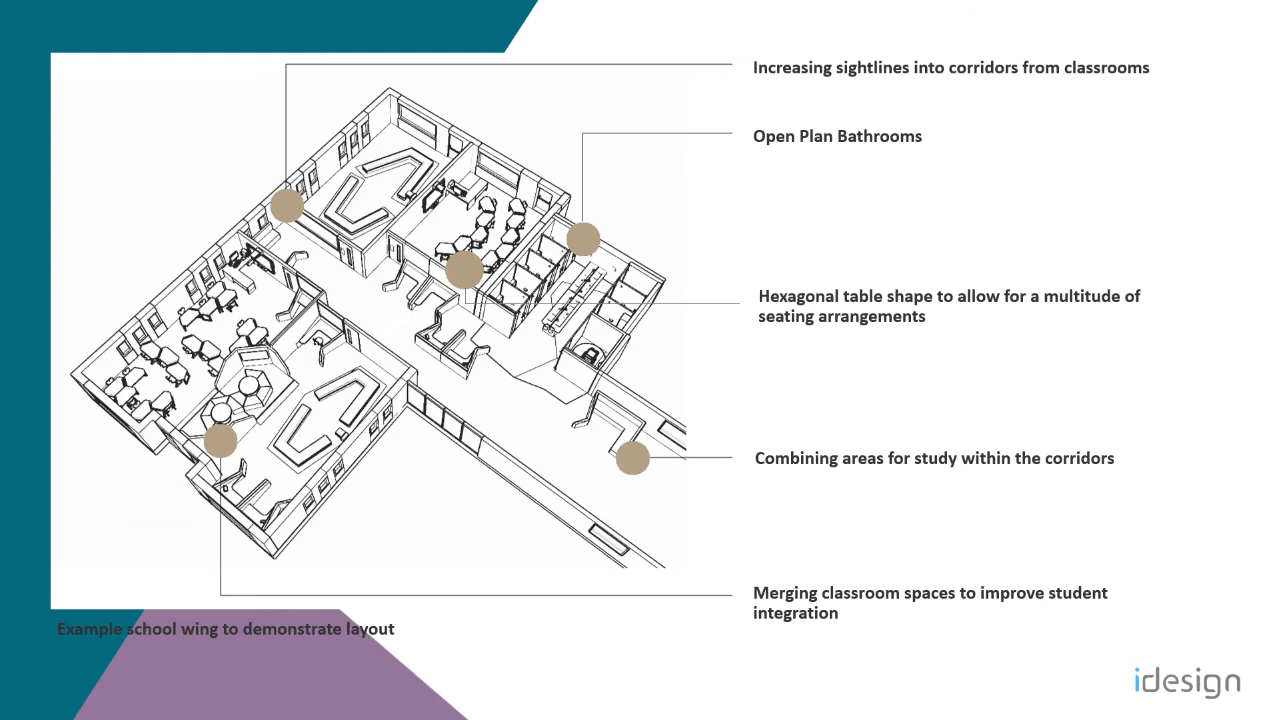 Increasing sightlines into corridors from classrooms
Open Plan Bathrooms
Hexagonal table shape to allow for a multitude of
seating arrangements
Combining areas for study within the corridors
Merging classroom spaces to improve student
integration
Example school wing to demonstrate layout
idesign